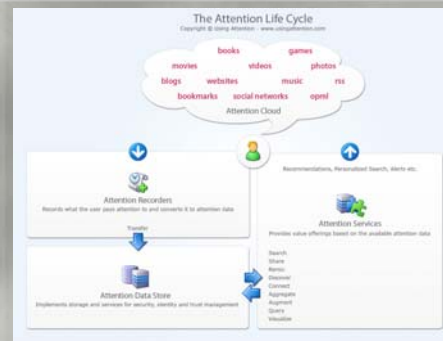 The Attention Life Cycle
Copyright © Using Attention - www.usingattention.com
books games
movies videos photos
blogs websites music rss
bookmarks social networks opml
Attention Cloud
Recommendations, Personalized Search, Alerts etc.
Attention Recorders
Records what the user pays attention to and converts it to attention data
Transfer
Attention Data Store
Implements storage and services for security, identity and trust management
Attention Services
Provides value offerings based on the available attention data
Search
Share
Remix
Discover
Connect
Aggregate
Augment
Query
Visualize